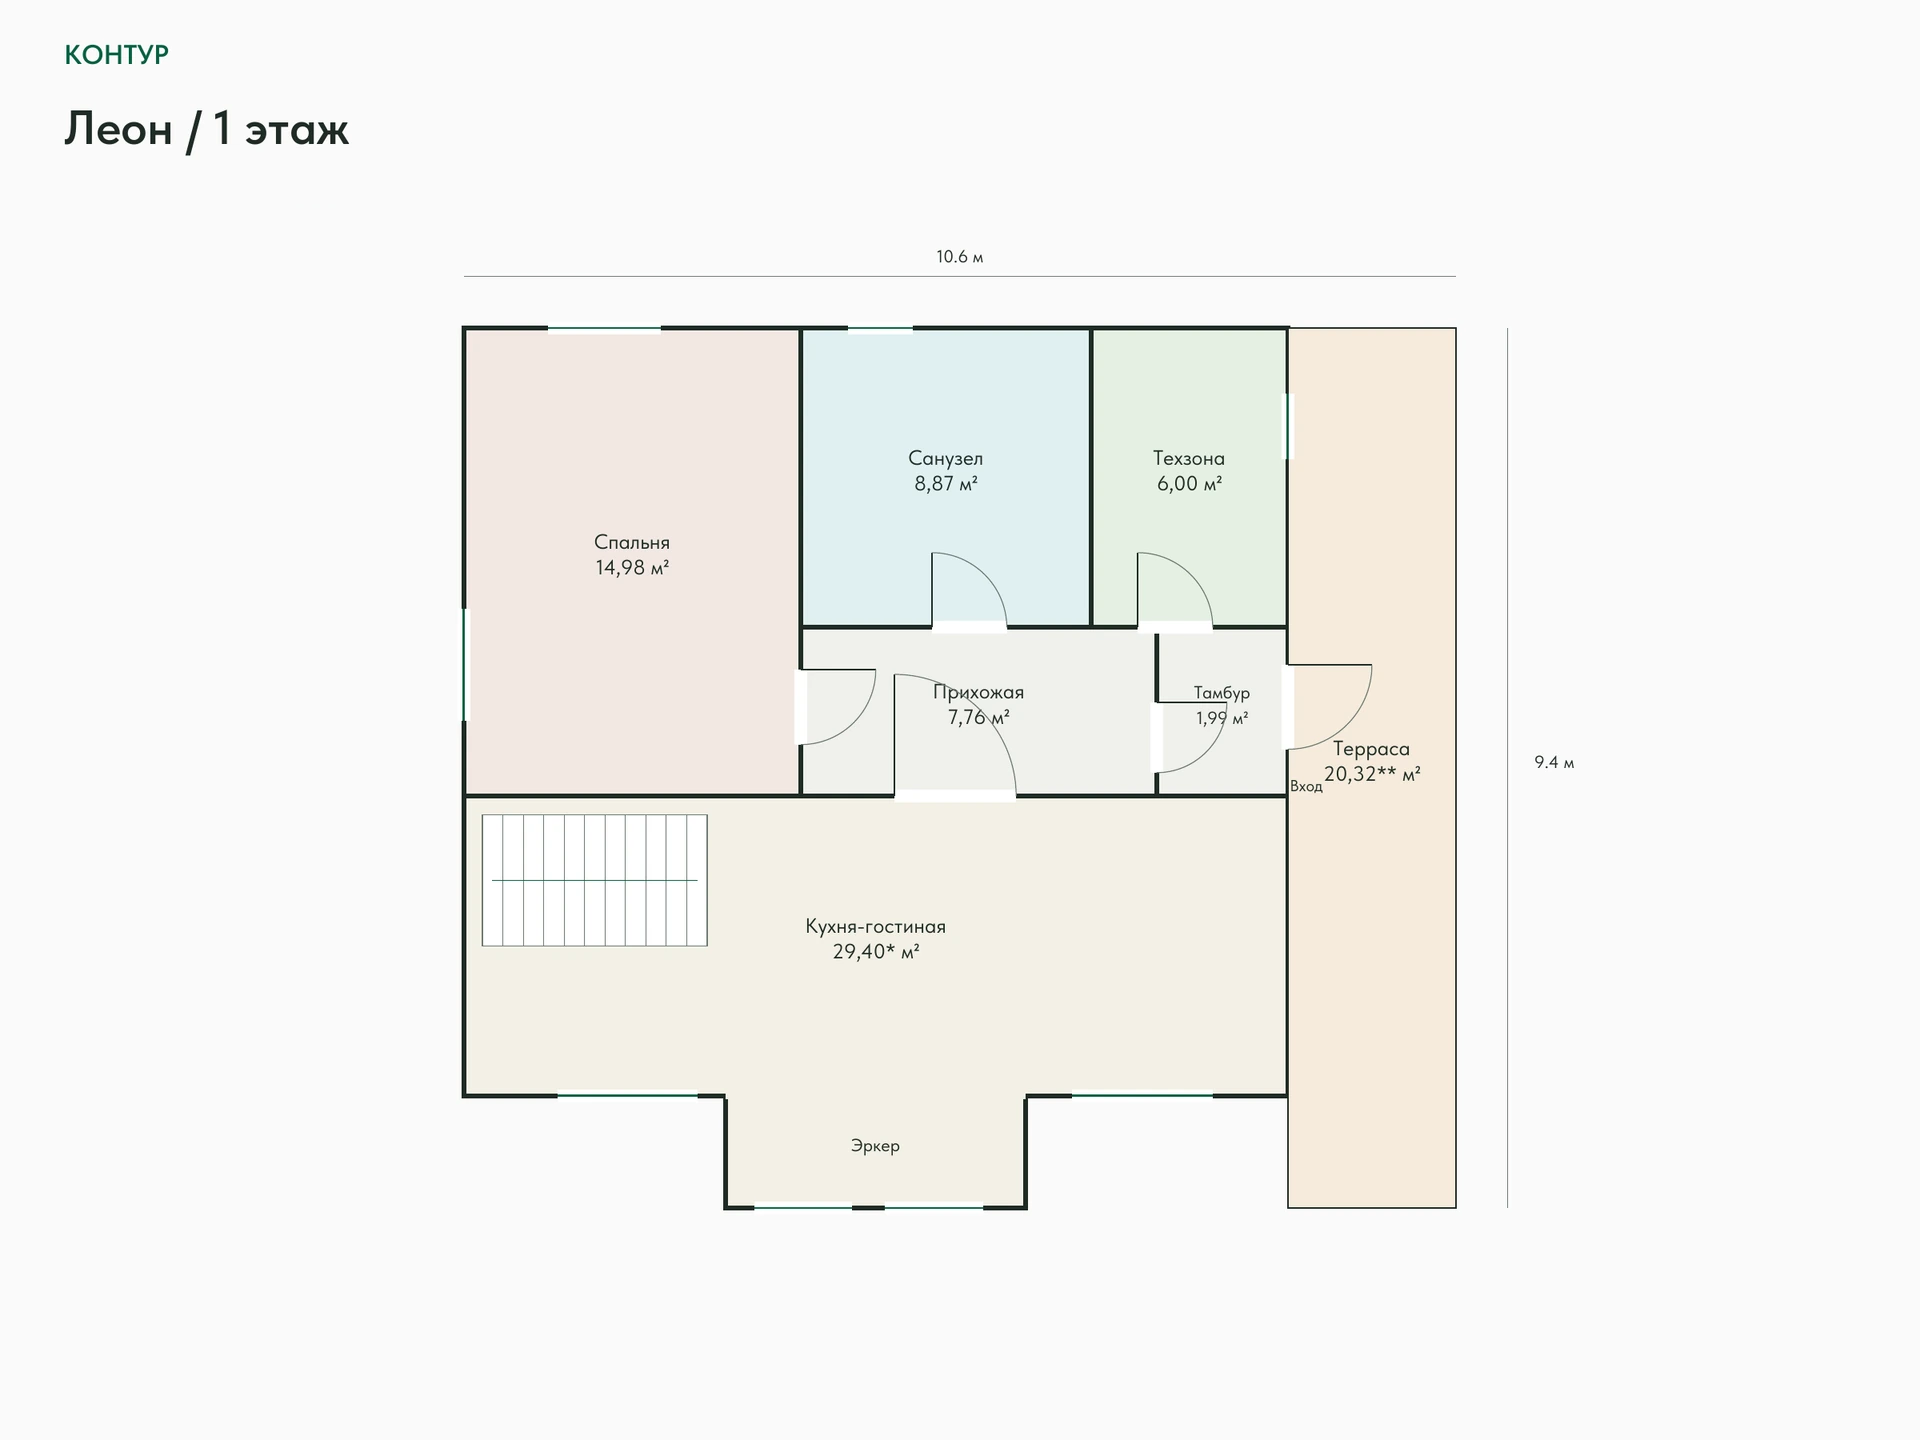 КОНТУР
Леон / 1 этаж
10.6 м
Санузел
8,87 м²
Техзона
6,00 м²
Спальня
14,98 м²
Прихожая
7,76 м²
Тамбур
1,99 м²
Терраса
20,32** м²
Вход
9.4 м
Кухня-гостиная
29,40* м²
Эркер